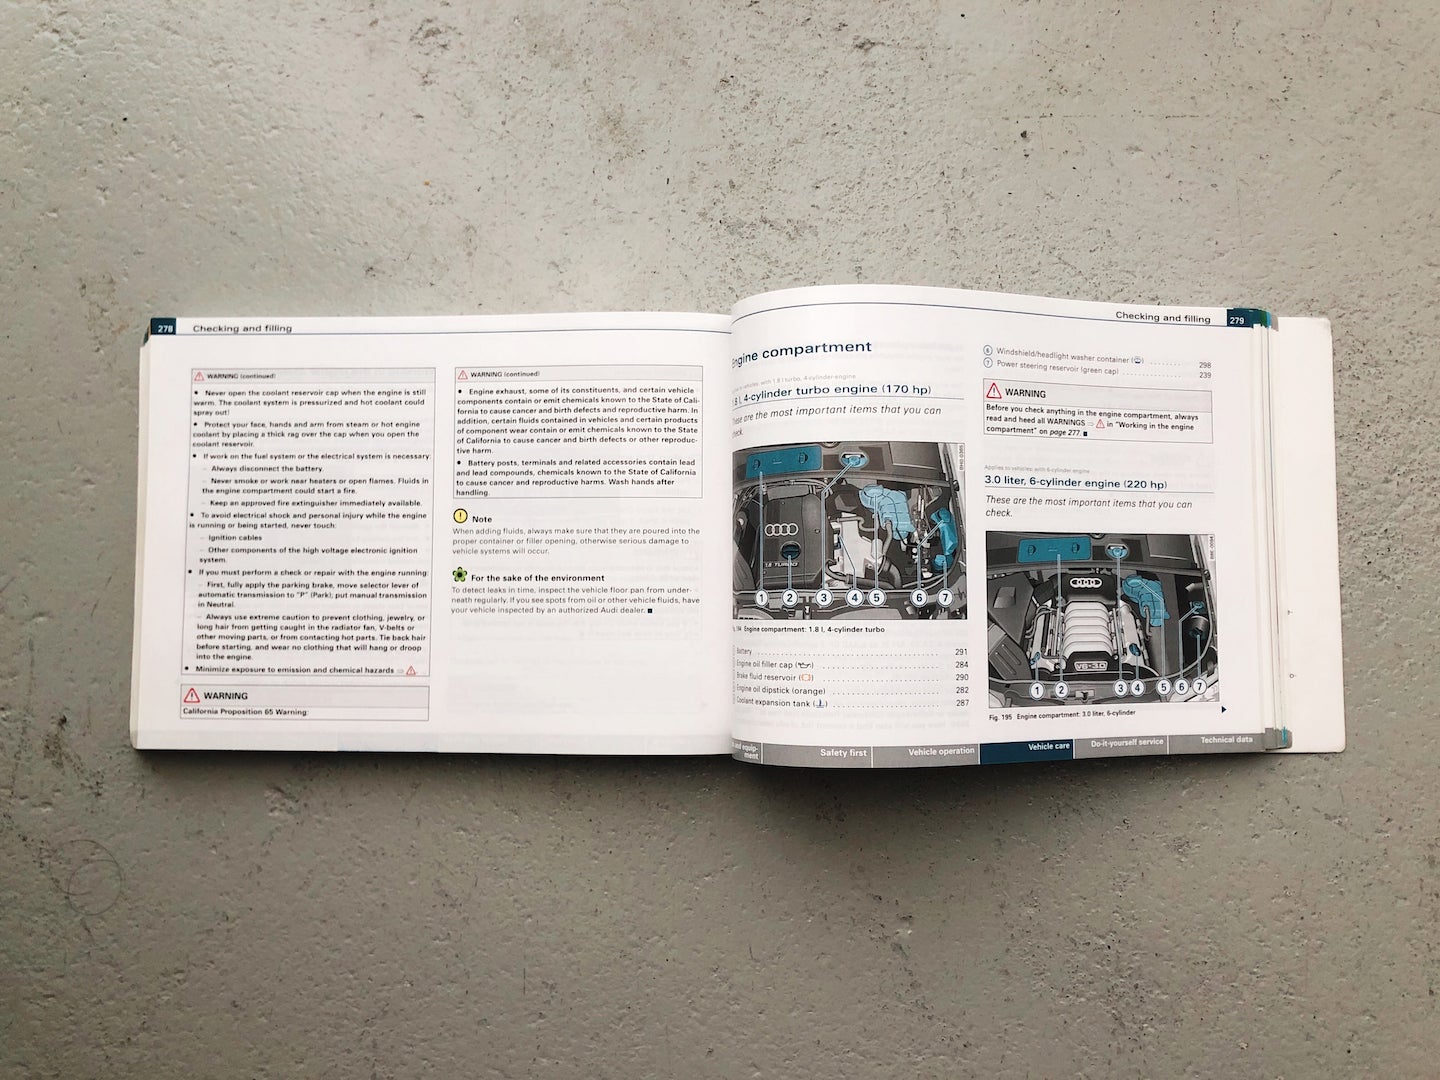 278 Checking and filling
WARNING (continued)
• Never open the coolant reservoir cap when the engine is still
warm. The coolant system is pressurized and hot coolant could
spray out!
• Protect your face, hands and arm from steam or hot engine
coolant by placing a thick rag over the cap when you open the
coolant reservoir.
• If work on the fuel system or the electrical system is necessary:
– Always disconnect the battery.
– Never smoke or work near heaters or open flames. Fluids in
the engine compartment could start a fire.
– Keep an approved fire extinguisher immediately available.
• To avoid electrical shock and personal injury while the engine
is running or being started, never touch:
– Ignition cables
– Other components of the high voltage electronic ignition
system.
• If you must perform a check or repair with the engine running:
– First, fully apply the parking brake, move selector lever of
automatic transmission to "P" (Park); put manual transmission
in Neutral.
– Always use extreme caution to prevent clothing, jewelry, or
long hair from getting caught in the radiator fan, V-belts or
other moving parts, or from contacting hot parts. Tie back hair
before starting, and wear no clothing that will hang or droop
into the engine.
• Minimize exposure to emission and chemical hazards ⇒
WARNING
California Proposition 65 Warning:
WARNING (continued)
• Engine exhaust, some of its constituents, and certain vehicle
components contain or emit chemicals known to the State of Cali-
fornia to cause cancer and birth defects and reproductive harm. In
addition, certain fluids contained in vehicles and certain products
of component wear contain or emit chemicals known to the State
of California to cause cancer and birth defects or other reproduc-
tive harm.
• Battery posts, terminals and related accessories contain lead
and lead compounds, chemicals known to the State of California
to cause cancer and reproductive harms. Wash hands after
handling.
Note
When adding fluids, always make sure that they are poured into the
proper container or filler opening, otherwise serious damage to
vehicle systems will occur.
For the sake of the environment
To detect leaks in time, inspect the vehicle floor pan from under-
neath regularly. If you see spots from oil or other vehicle fluids, have
your vehicle inspected by an authorized Audi dealer.
Checking and filling 279
ngine compartment
to vehicles: with 1.8 l turbo, 4-cylinder engine
8 l, 4-cylinder turbo engine (170 hp)
hese are the most important items that you can
check.
1.8 TURBO
1 2 3 4 5 6 7
194 Engine compartment: 1.8 l, 4-cylinder turbo
Battery 291
Engine oil filler cap 284
Brake fluid reservoir 290
Engine oil dipstick (orange) 282
Coolant expansion tank 287
6 Windshield/headlight washer container 298
7 Power steering reservoir (green cap) 239
WARNING
Before you check anything in the engine compartment, always
read and heed all WARNINGS ⇒ in "Working in the engine
compartment" on page 277.
Applies to vehicles: with 6-cylinder engine
3.0 liter, 6-cylinder engine (220 hp)
These are the most important items that you can
check.
V6-3.0
1 2 3 4 5 6 7
Fig. 195 Engine compartment: 3.0 liter, 6-cylinder
and equip-
ment
Safety first
Vehicle operation
Vehicle care
Do-it-yourself service
Technical data